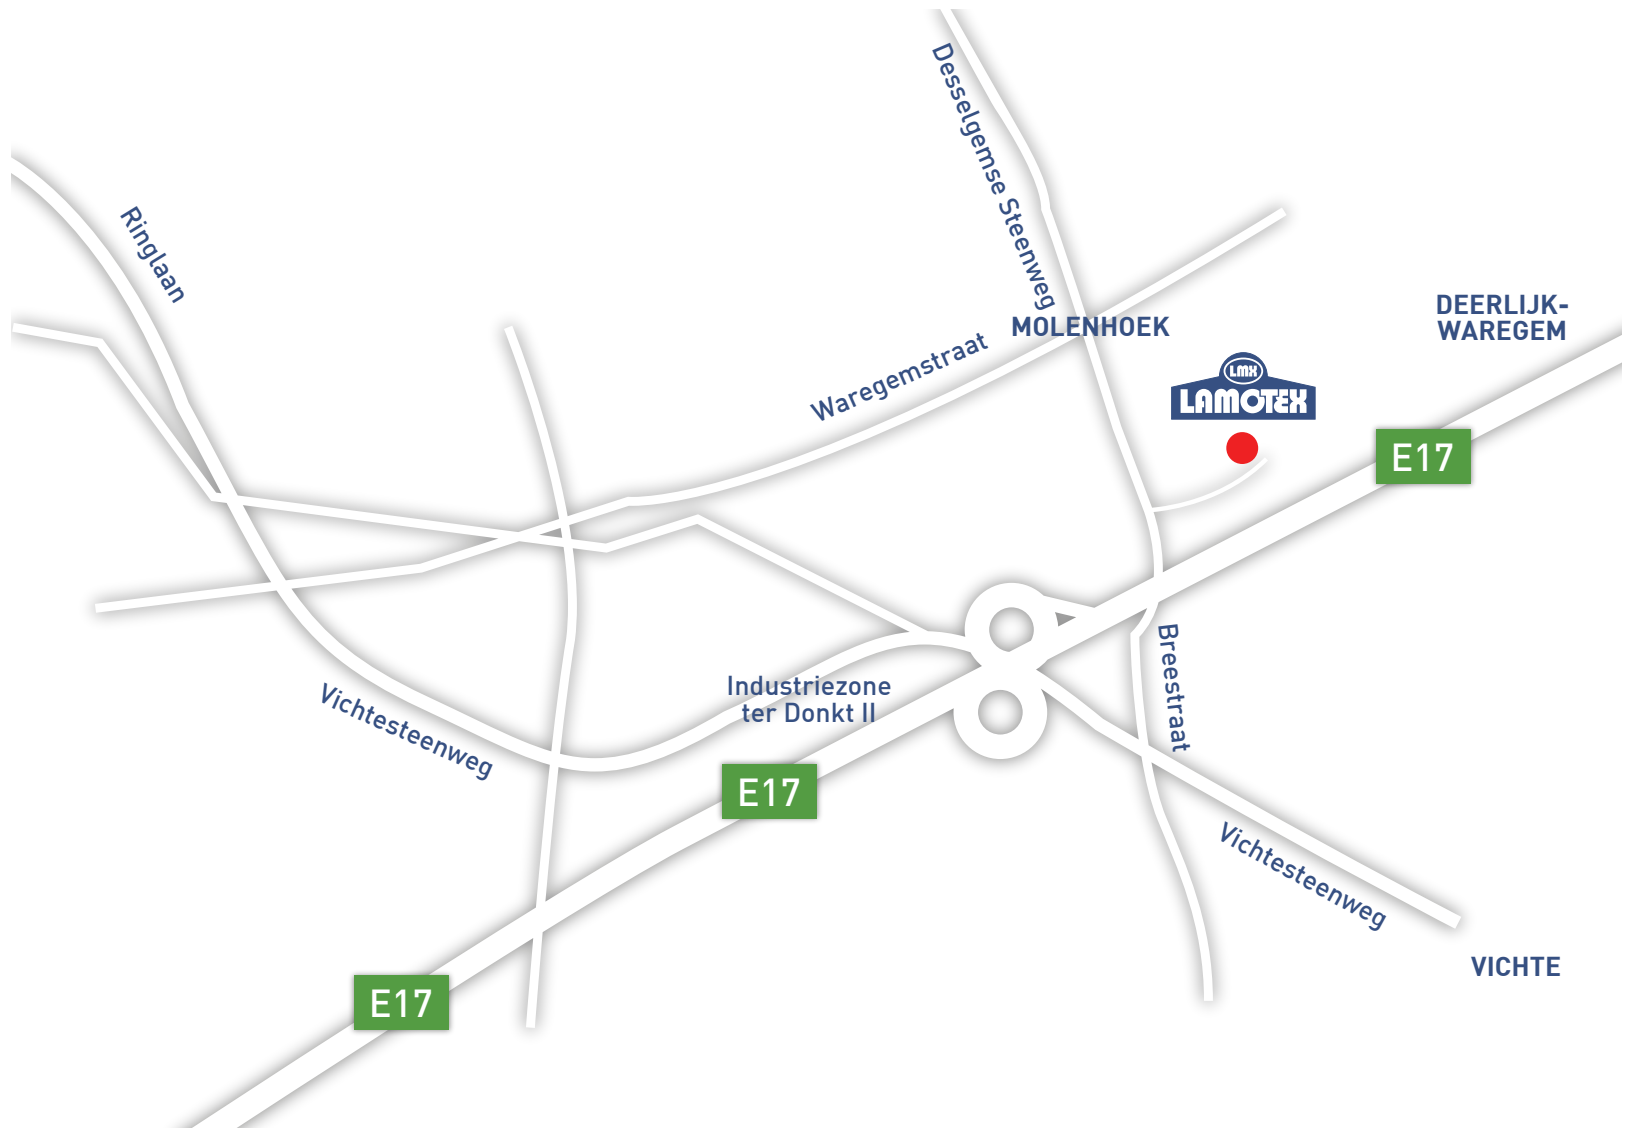 Desselgemse Steenweg
Ringlaan
MOLENHOEK
DEERLIJK-
WAREGEM
Waregemstraat
LMX
LAMOTEX
E17
Breestraat
Industriezone
ter Donkt II
Vichtesteenweg
E17
Vichtesteenweg
VICHTE
E17